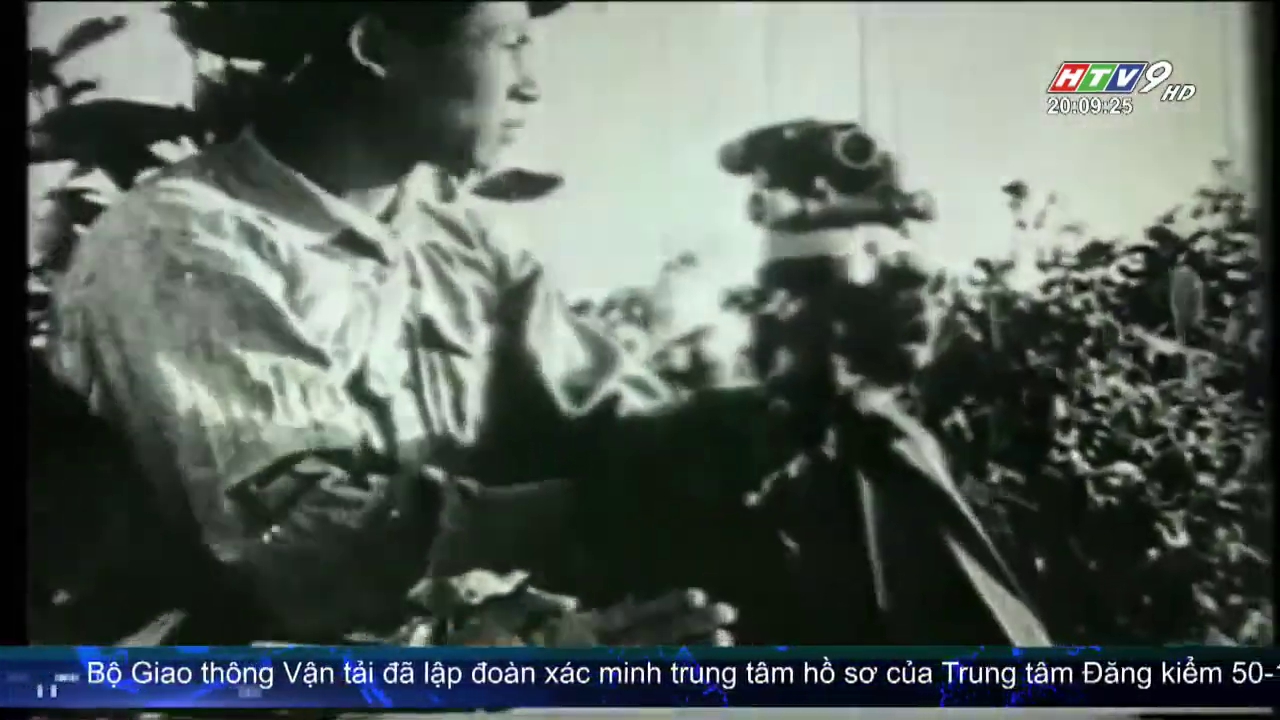 HTV9 HD
20:09:25
Bộ Giao thông Vận tải đã lập đoàn xác minh trung tâm hồ sơ của Trung tâm Đăng kiểm 50-